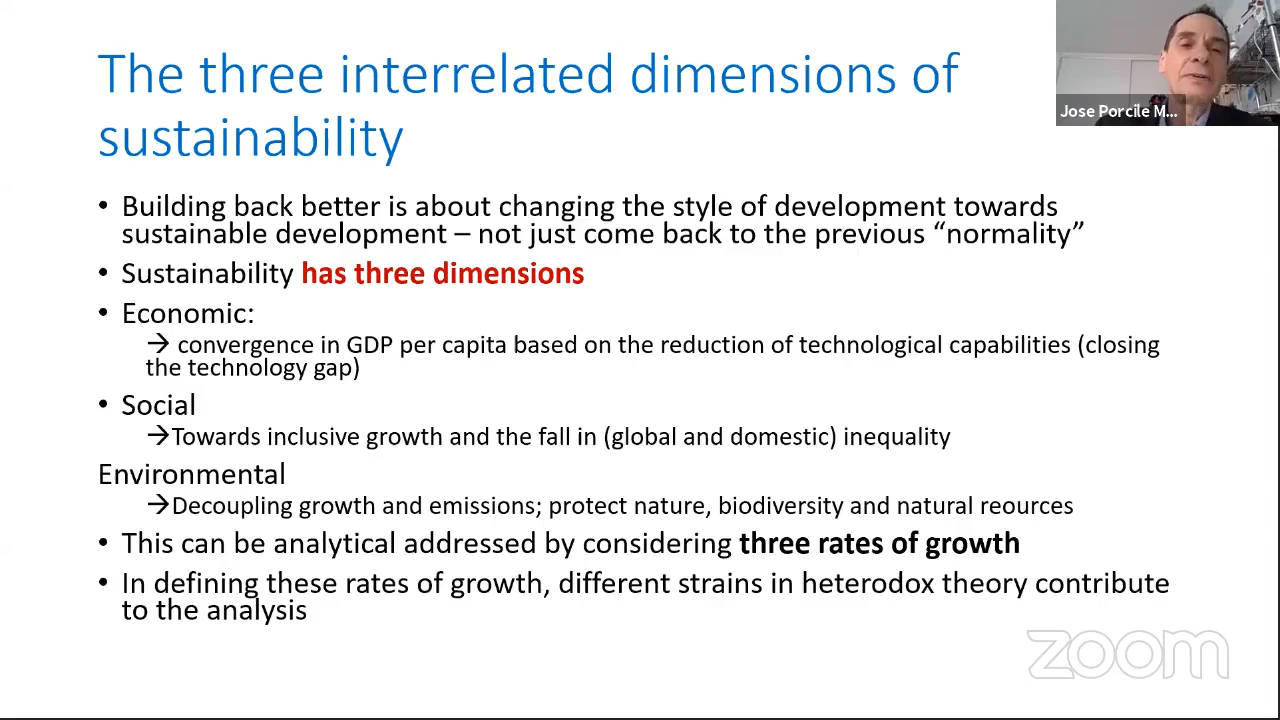 The three interrelated dimensions of
sustainability
Jose Porcile M...
• Building back better is about changing the style of development towards
sustainable development – not just come back to the previous “normality”
• Sustainability has three dimensions
• Economic:
→ convergence in GDP per capita based on the reduction of technological capabilities (closing
the technology gap)
• Social
→Towards inclusive growth and the fall in (global and domestic) inequality
Environmental
→Decoupling growth and emissions; protect nature, biodiversity and natural reources
• This can be analytical addressed by considering three rates of growth
• In defining these rates of growth, different strains in heterodox theory contribute
to the analysis
zoom